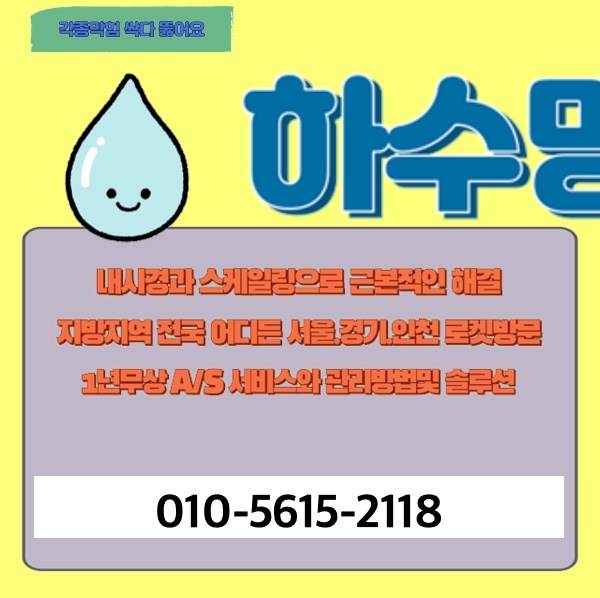 각종막힘 싹다 뚫어요
하수
내시경과 스케일링으로 근본적인 해결
지방지역 전국 어디든 서울.경기.인천 로켓방문
1년무상 A/S 서비스와 관리방법및 솔루션
010-5615-2118